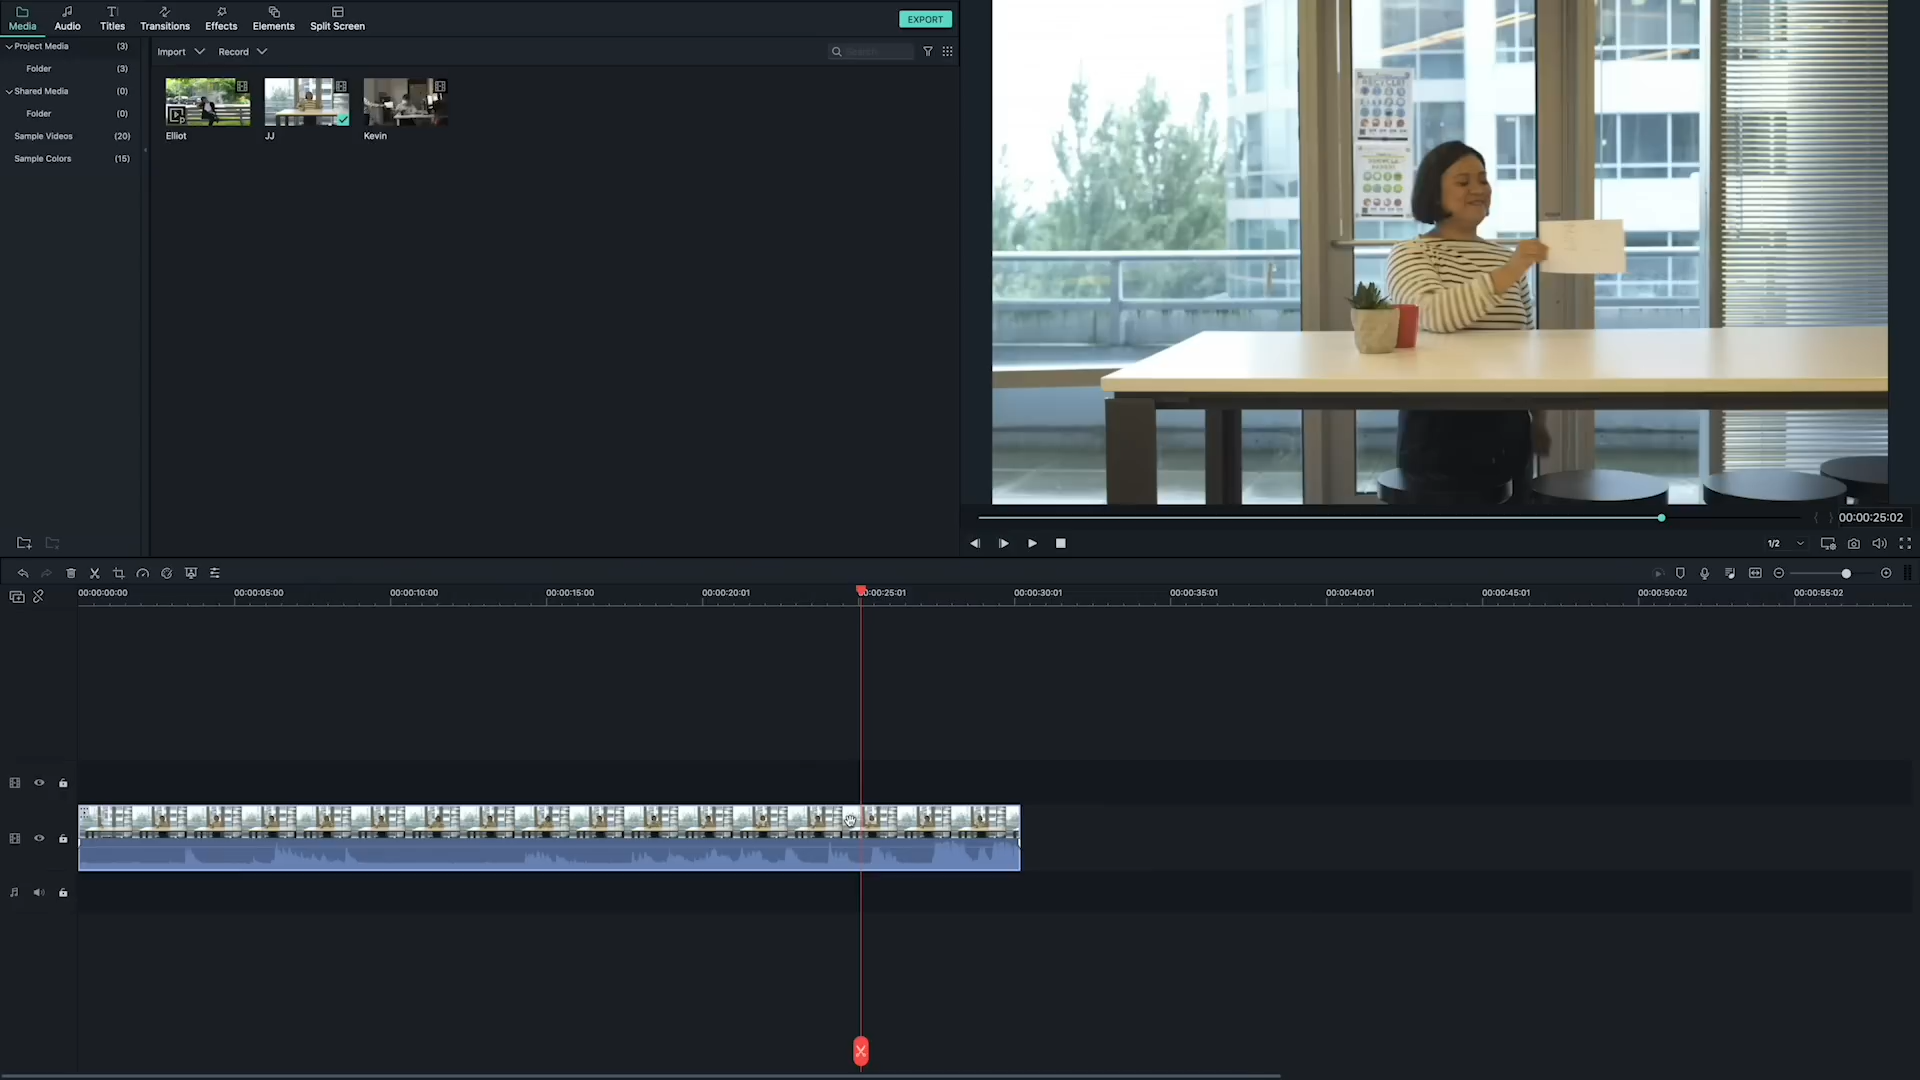 Media Audio Titles Transitions Effects Elements Split Screen EXPORT
Project Media (3) Import Record Search
Folder (3)
Shared Media (0)
Folder (0)
Sample Videos (20)
Sample Colors (15)
Elliot JJ Kevin
00:00:25:02
1/2
00:00:00:00 00:00:05:00 00:00:10:00 00:00:15:00 00:00:20:01 00:00:25:01 00:00:30:01 00:00:35:01 00:00:40:01 00:00:45:01 00:00:50:02 00:00:55:02